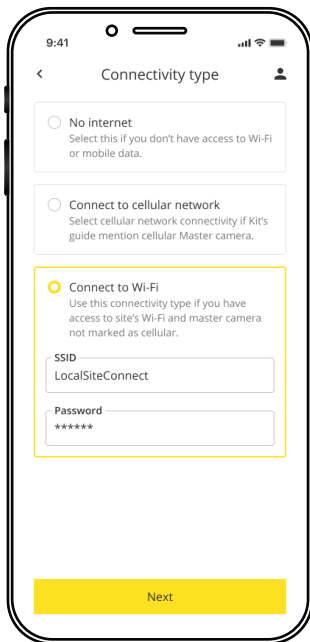 9:41
Connectivity type
No internet
Select this if you don’t have access to Wi-Fi
or mobile data.
Connect to cellular network
Select cellular network connectivity if Kit’s
guide mention cellular Master camera.
Connect to Wi-Fi
Use this connectivity type if you have
access to site’s Wi-Fi and master camera
not marked as cellular.
SSID
LocalSiteConnect
Password
******
Next